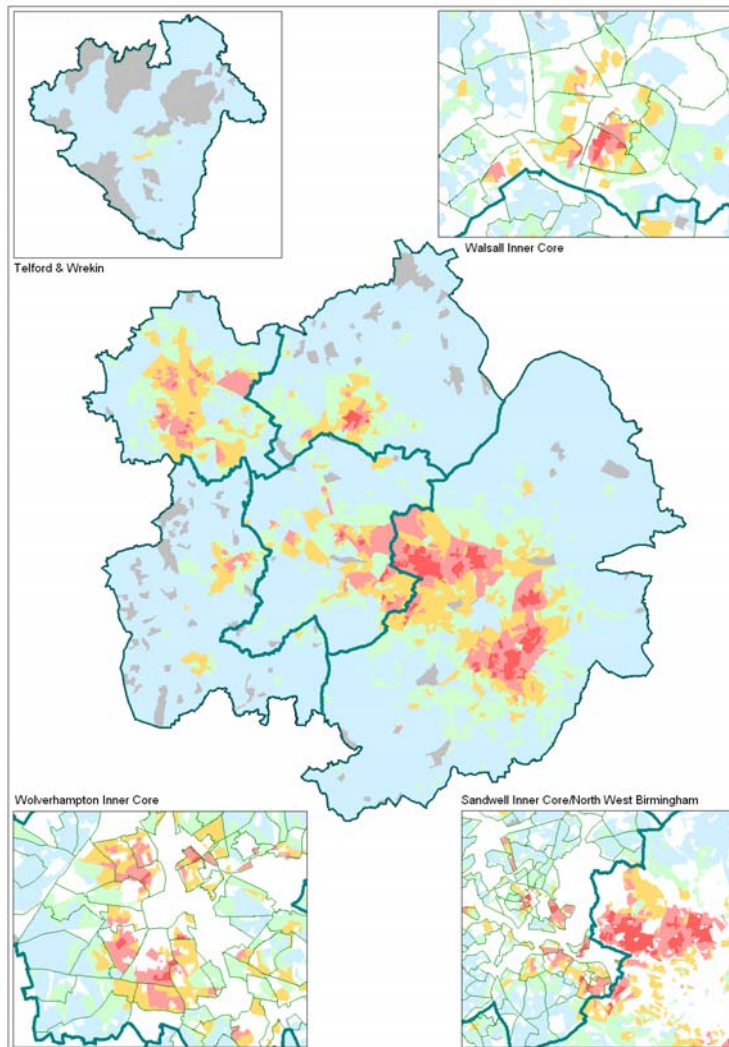 Telford & Wrekin
Walsall Inner Core
Wolverhampton Inner Core
Sandwell Inner Core/North West Birmingham